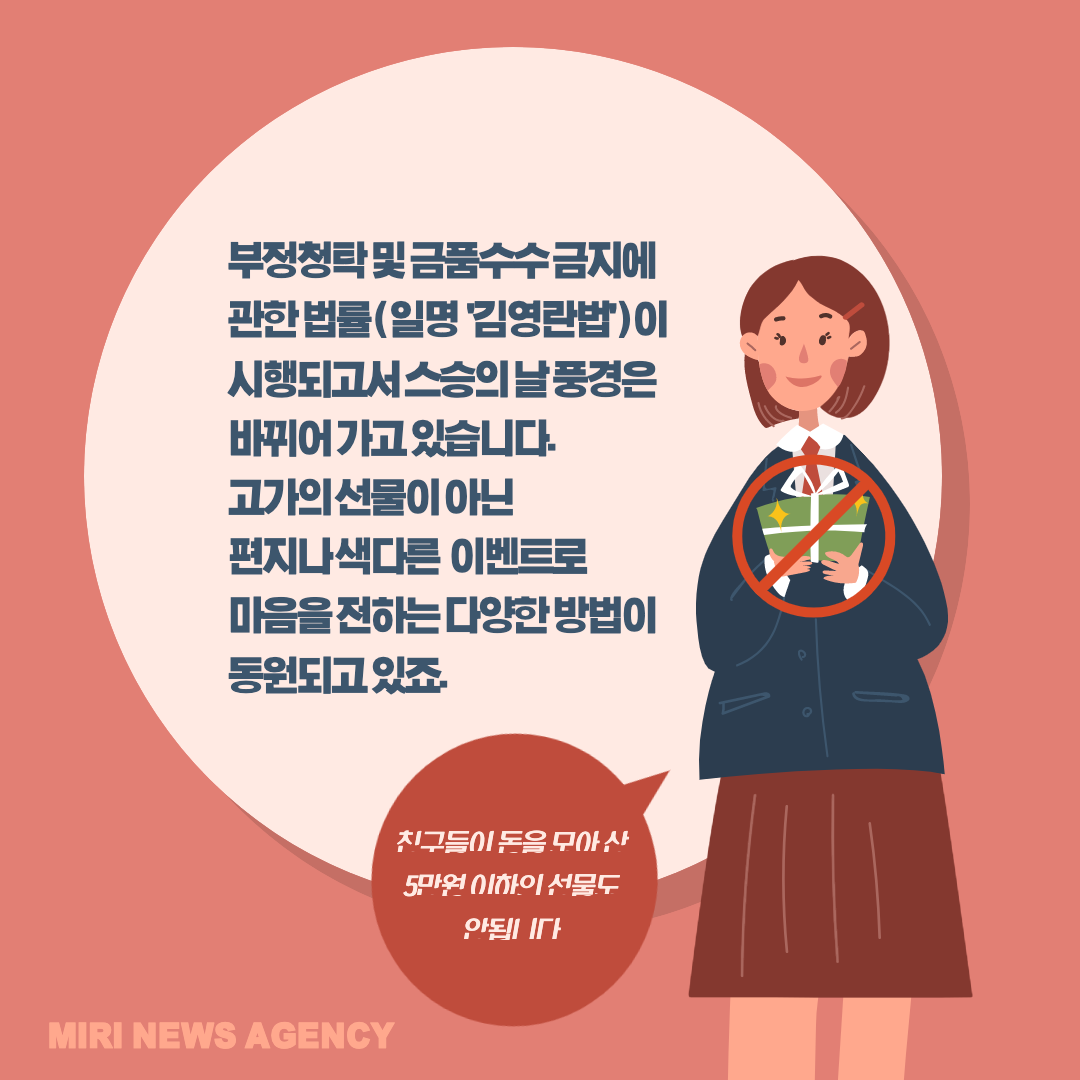 부정청탁 및 금품수수 금지에
관한 법률(일명 '김영란법')이
시행되고서 스승의 날 풍경은
바뀌어 가고 있습니다.
고가의 선물이 아닌
편지나 색다른 이벤트로
마음을 전하는 다양한 방법이
동원되고 있죠.
친구들이 돈을 모아 산
5만원 이하의 선물도
안됩니다
MIRI NEWS AGENCY